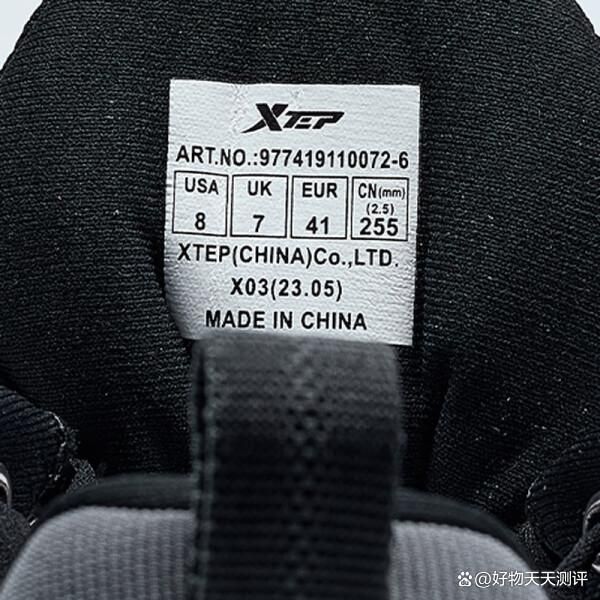 XTEP
ART.NO.:977419110072-6
USA UK EUR CN(mm)
(2.5)
8 7 41 255
XTEP(CHINA)Co.,LTD.
X03(23.05)
MADE IN CHINA
@好物天天测评